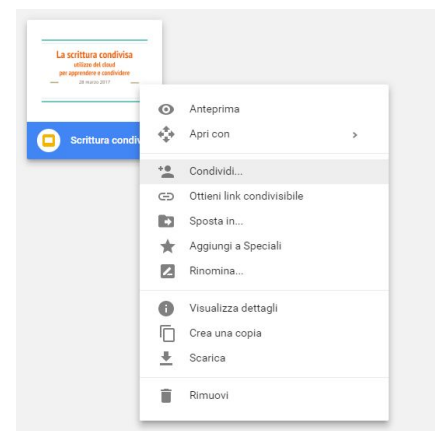 La scrittura condivisa
utilizzo del cloud
per apprendere e condividere
28 marzo 2017
Scrittura condiv
Anteprima
Apri con
Condividi...
Ottieni link condivisibile
Sposta in...
Aggiungi a Speciali
Rinomina...
Visualizza dettagli
Crea una copia
Scarica
Rimuovi